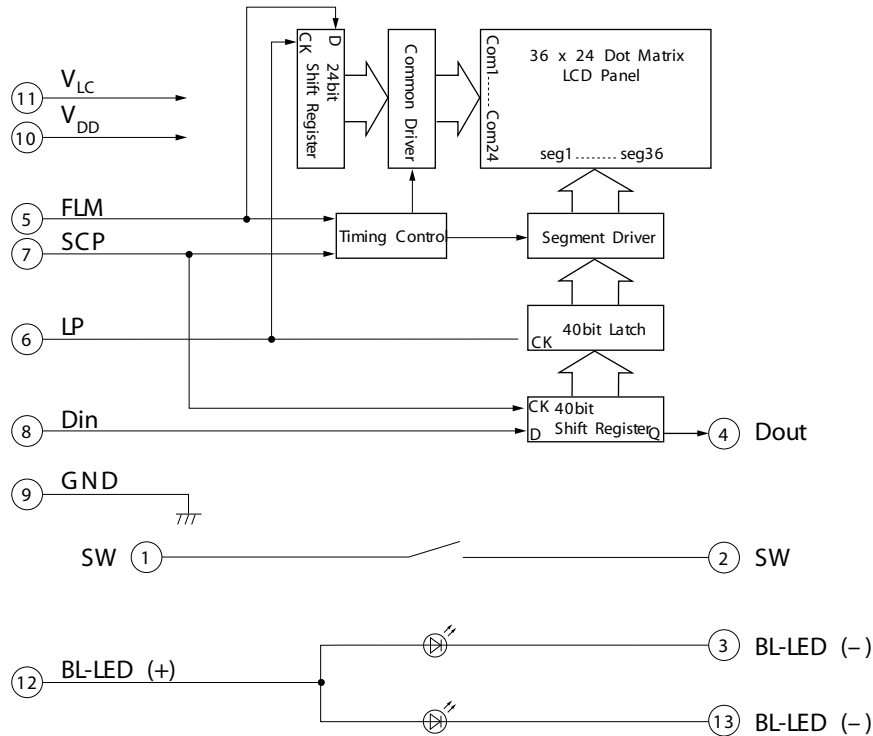 D
CK
24bit
Shift Register
Common Driver
Com1 ...... Com24
36 x 24 Dot Matrix
LCD Panel
seg1 ........ seg36
11 VLC
10 VDD
5 FLM
Timing Control
Segment Driver
7 SCP
6 LP
40bit Latch
CK
CK 40bit
Shift Register
D
Q
8 Din
4 Dout
9 GND
SW 1
2 SW
3 BL-LED (–)
12 BL-LED (+)
13 BL-LED (–)